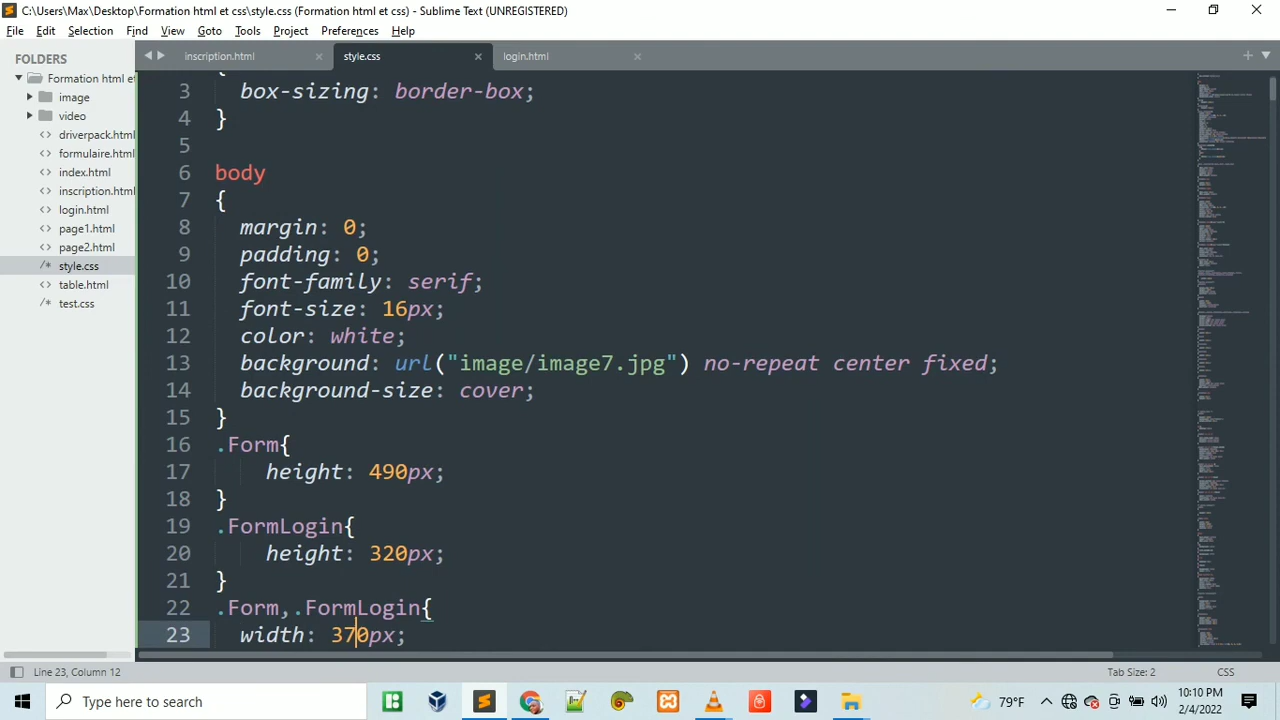 C:\Users\Max\Desktop\Formation html et css\style.css (Formation html et css) - Sublime Text (UNREGISTERED)
File Edit Selection Find View Goto Tools Project Preferences Help
FOLDERS
Formation html et
image
video
driverpack.html
formulaire.html
index.html
inscription.html
login.html
page1.html
page2.html
style.css
table.html
test.css
inscription.html style.css login.html
{
3 box-sizing: border-box;
4 }
5
6 body
7 {
8 margin: 0;
9 padding: 0;
10 font-family: serif;
11 font-size: 16px;
12 color: white;
13 background: url("image/image7.jpg") no-repeat center fixed;
14 background-size: cover;
15 }
16 .Form{
17 height: 490px;
18 }
19 .FormLogin{
20 height: 320px;
21 }
22 .Form,.FormLogin{
23 width: 370px;
Line 23, Column 12 Tab Size: 2 CSS
Type here to search
79°F
5:10 PM
2/4/2022